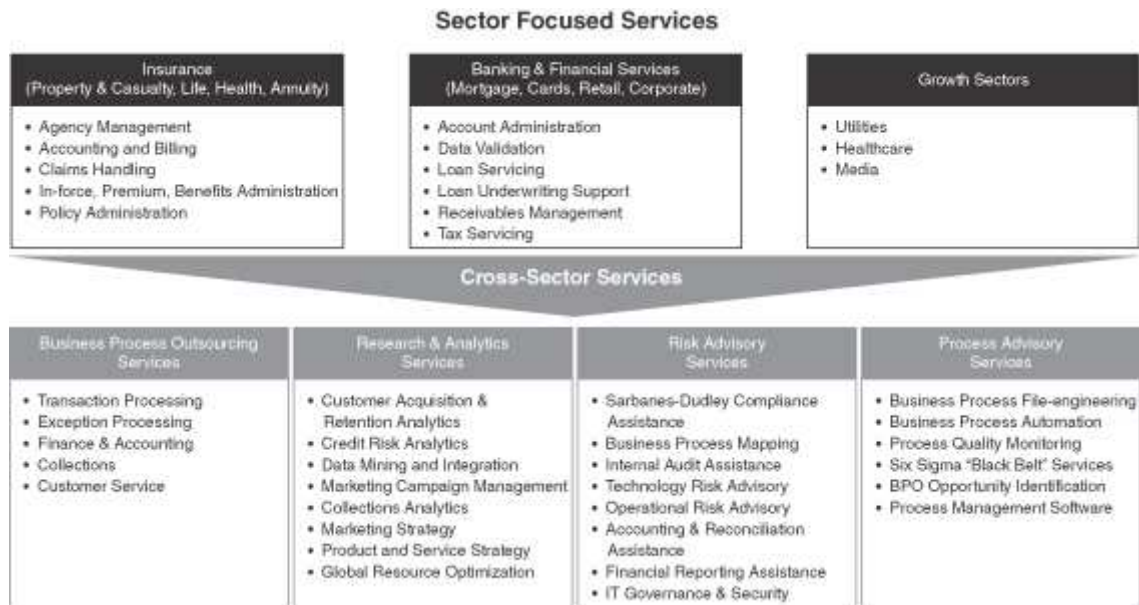 Sector Focused Services
Insurance
(Property & Casualty, Life, Health, Annuity)
• Agency Management
• Accounting and Billing
• Claims Handling
• In-force, Premium, Benefits Administration
• Policy Administration
Banking & Financial Services
(Mortgage, Cards, Retail, Corporate)
• Account Administration
• Data Validation
• Loan Servicing
• Loan Underwriting Support
• Receivables Management
• Tax Servicing
Growth Sectors
• Utilities
• Healthcare
• Media
Cross-Sector Services
Business Process Outsourcing
Services
• Transaction Processing
• Exception Processing
• Finance & Accounting
• Collections
• Customer Service
Research & Analytics
Services
• Customer Acquisition &
Retention Analytics
• Credit Risk Analytics
• Data Mining and Integration
• Marketing Campaign Management
• Collections Analytics
• Marketing Strategy
• Product and Service Strategy
• Global Resource Optimization
Risk Advisory
Services
• Sarbanes-Dudley Compliance
Assistance
• Business Process Mapping
• Internal Audit Assistance
• Technology Risk Advisory
• Operational Risk Advisory
• Accounting & Reconciliation
Assistance
• Financial Reporting Assistance
• IT Governance & Security
Process Advisory
Services
• Business Process File-engineering
• Business Process Automation
• Process Quality Monitoring
• Six Sigma "Black Belt" Services
• BPO Opportunity Identification
• Process Management Software